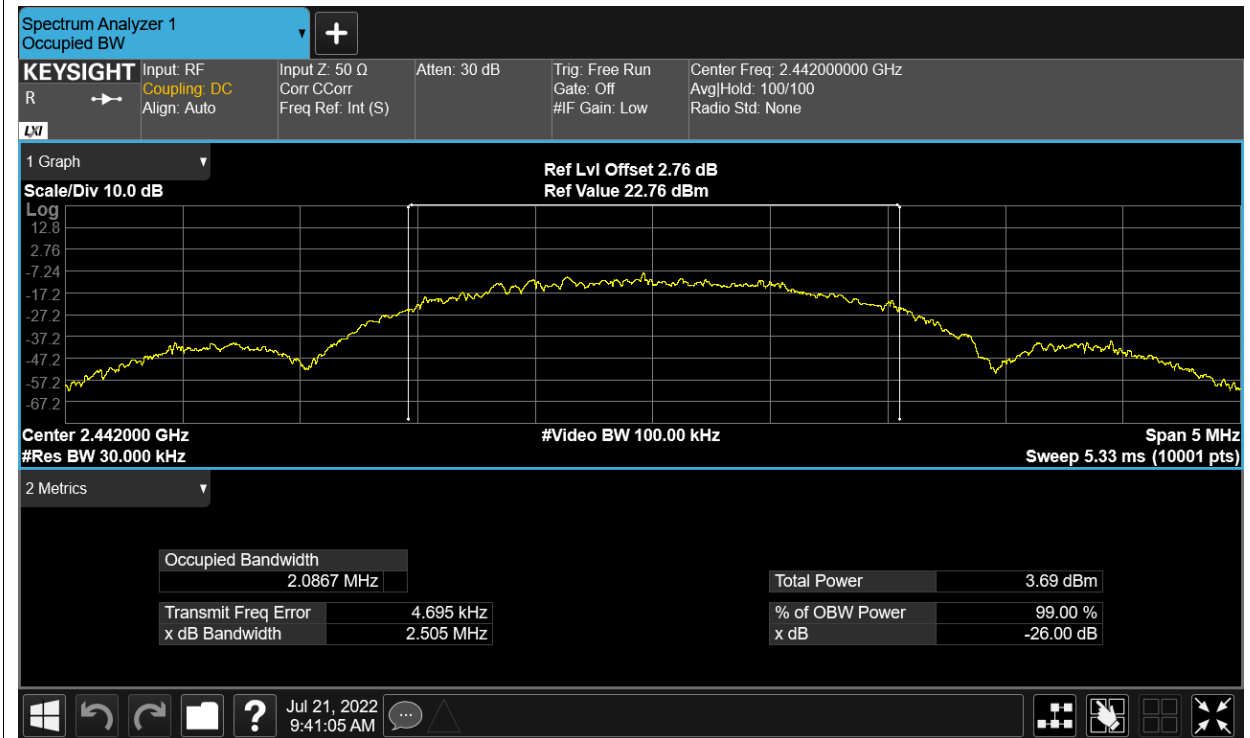 Spectrum Analyzer 1
Occupied BW
▼
+
KEYSIGHT
R
LXI
Input: RF
Coupling: DC
Align: Auto
Input Z: 50 Ω
Corr CCorr
Freq Ref: Int (S)
Atten: 30 dB
Trig: Free Run
Gate: Off
#IF Gain: Low
Center Freq: 2.442000000 GHz
Avg|Hold: 100/100
Radio Std: None
1 Graph ▼
Scale/Div 10.0 dB
Ref Lvl Offset 2.76 dB
Ref Value 22.76 dBm
Log
12.8
2.76
-7.24
-17.2
-27.2
-37.2
-47.2
-57.2
-67.2
Center 2.442000 GHz
#Res BW 30.000 kHz
#Video BW 100.00 kHz
Span 5 MHz
Sweep 5.33 ms (10001 pts)
2 Metrics ▼
Occupied Bandwidth
2.0867 MHz
Transmit Freq Error 4.695 kHz
x dB Bandwidth 2.505 MHz
Total Power 3.69 dBm
% of OBW Power 99.00 %
x dB -26.00 dB
?
Jul 21, 2022
9:41:05 AM